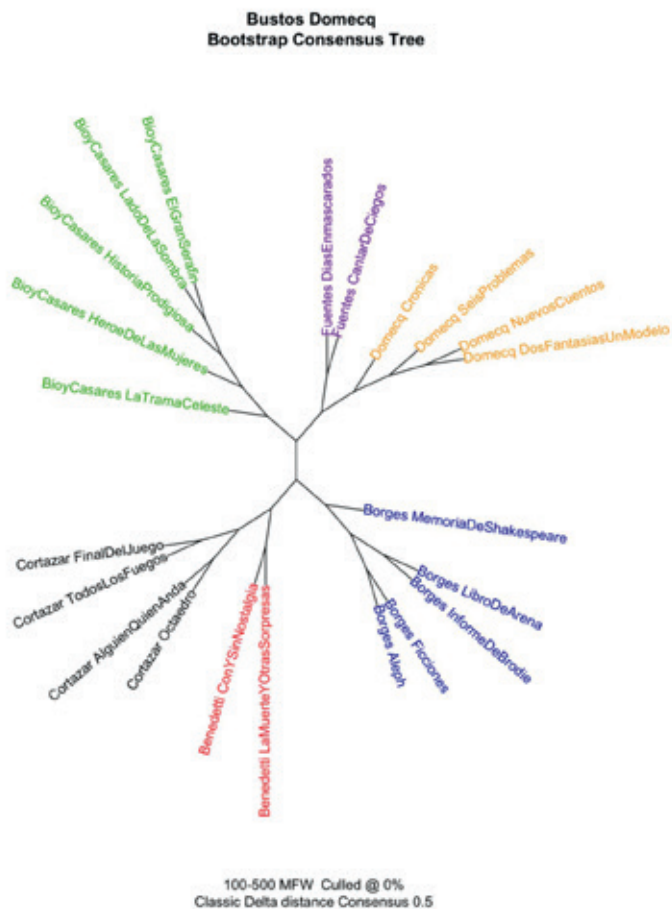 Bustos Domecq
Bootstrap Consensus Tree
BioyCasares ElGranSerafin
BioyCasares LadoDeLaSombra
BioyCasares HistoriaProdigiosa
BioyCasares HeroeDeLasMujeres
BioyCasares LaTramaCeleste
Fuentes DiasEnmascarados
Fuentes CantarDeCiegos
Domecq Cronicas
Domecq SeisProblemas
Domecq NuevosCuentos
Domecq DosFantasiasUnModelo
Borges MemoriaDeShakespeare
Borges LibroDeArena
Borges InformeDeBrodie
Borges Ficciones
Borges Aleph
Cortazar FinalDelJuego
Cortazar TodosLosFuegos
Cortazar AlguienQuienAnda
Cortazar Octaedro
Benedetti ConYSinNostalgia
Benedetti LaMuerteYOtrasSorpresas
100-500 MFW Culled @ 0%
Classic Delta distance Consensus 0.5